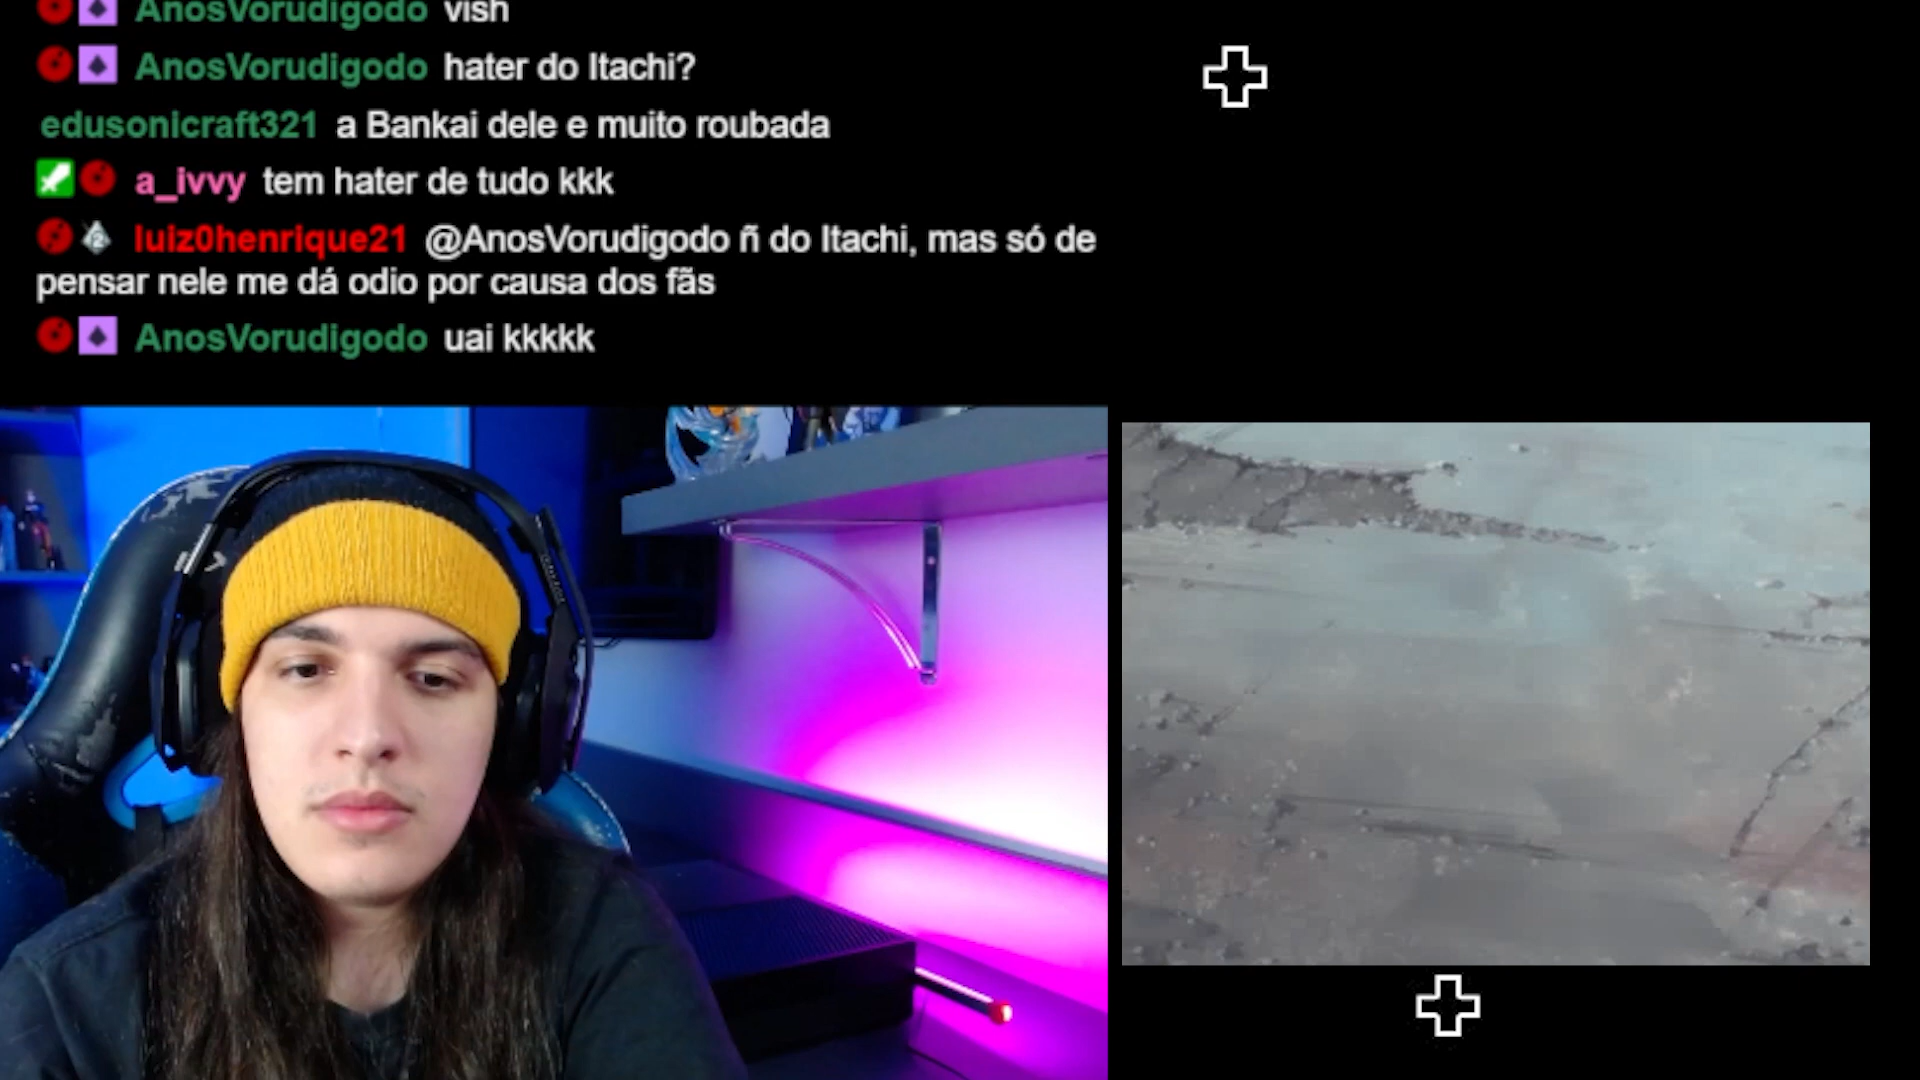 AnosVorudigodo vish
AnosVorudigodo hater do Itachi?
edusonicraft321 a Bankai dele e muito roubada
a_ivvy tem hater de tudo kkk
luiz0henrique21 @AnosVorudigodo ñ do Itachi, mas só de
pensar nele me dá odio por causa dos fãs
AnosVorudigodo uai kkkkk